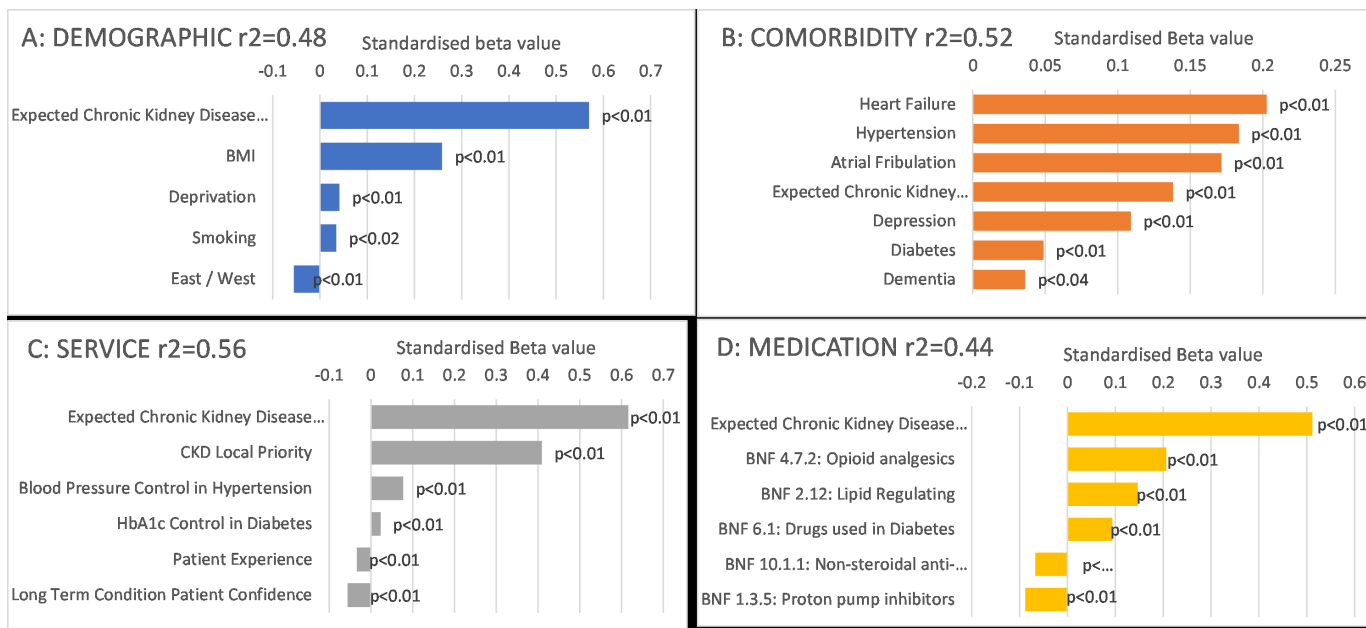 A: DEMOGRAPHIC r2=0.48
Standardised beta value
-0.1 0 0.1 0.2 0.3 0.4 0.5 0.6 0.7
Expected Chronic Kidney Disease... p<0.01
BMI p<0.01
Deprivation p<0.01
Smoking p<0.02
East / West p<0.01
B: COMORBIDITY r2=0.52
Standardised Beta value
0 0.05 0.1 0.15 0.2 0.25
Heart Failure p<0.01
Hypertension p<0.01
Atrial Fribulation p<0.01
Expected Chronic Kidney... p<0.01
Depression p<0.01
Diabetes p<0.01
Dementia p<0.04
C: SERVICE r2=0.56
Standardised Beta value
-0.1 0 0.1 0.2 0.3 0.4 0.5 0.6 0.7
Expected Chronic Kidney Disease... p<0.01
CKD Local Priority p<0.01
Blood Pressure Control in Hypertension p<0.01
HbA1c Control in Diabetes p<0.01
Patient Experience p<0.01
Long Term Condition Patient Confidence p<0.01
D: MEDICATION r2=0.44
Standardised Beta value
-0.2 -0.1 0 0.1 0.2 0.3 0.4 0.5 0.6
Expected Chronic Kidney Disease... p<0.01
BNF 4.7.2: Opioid analgesics p<0.01
BNF 2.12: Lipid Regulating p<0.01
BNF 6.1: Drugs used in Diabetes p<0.01
BNF 10.1.1: Non-steroidal anti-... p<...
BNF 1.3.5: Proton pump inhibitors p<0.01